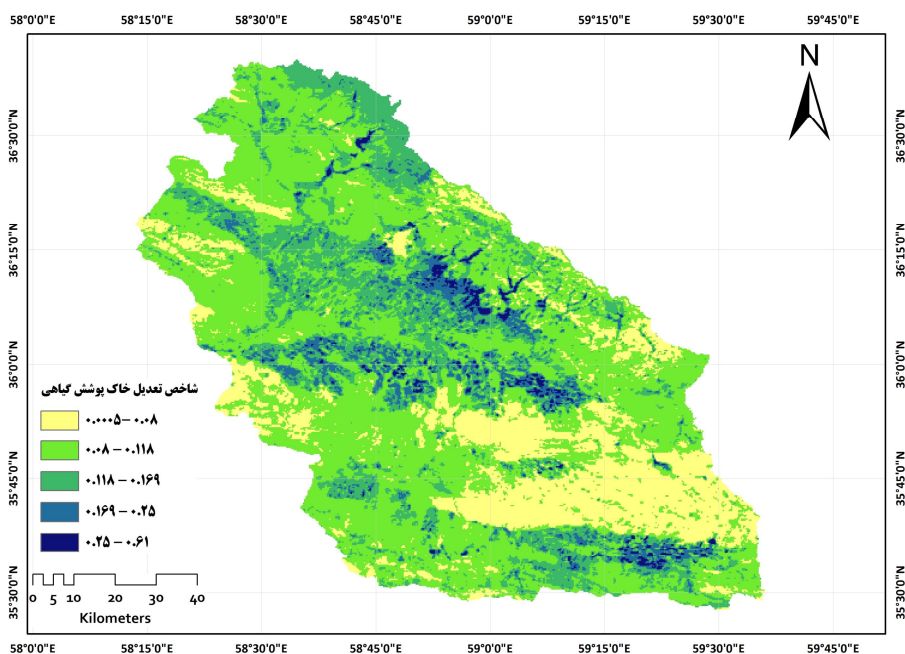 58°0'0"E 58°15'0"E 58°30'0"E 58°45'0"E 59°0'0"E 59°15'0"E 59°30'0"E 59°45'0"E
N
36°30'0"N 36°30'0"N
36°15'0"N 36°15'0"N
36°0'0"N 36°0'0"N
شاخص تعدیل خاک پوشش گیاهی
۰.۰۰۰۵ – ۰.۰۸
۰.۰۸ – ۰.۱۱۸
35°45'0"N 35°45'0"N
۰.۱۱۸ – ۰.۱۶۹
۰.۱۶۹ – ۰.۲۵
۰.۲۵ – ۰.۶۱
35°30'0"N 35°30'0"N
0 5 10 20 30 40
Kilometers
58°0'0"E 58°15'0"E 58°30'0"E 58°45'0"E 59°0'0"E 59°15'0"E 59°30'0"E 59°45'0"E